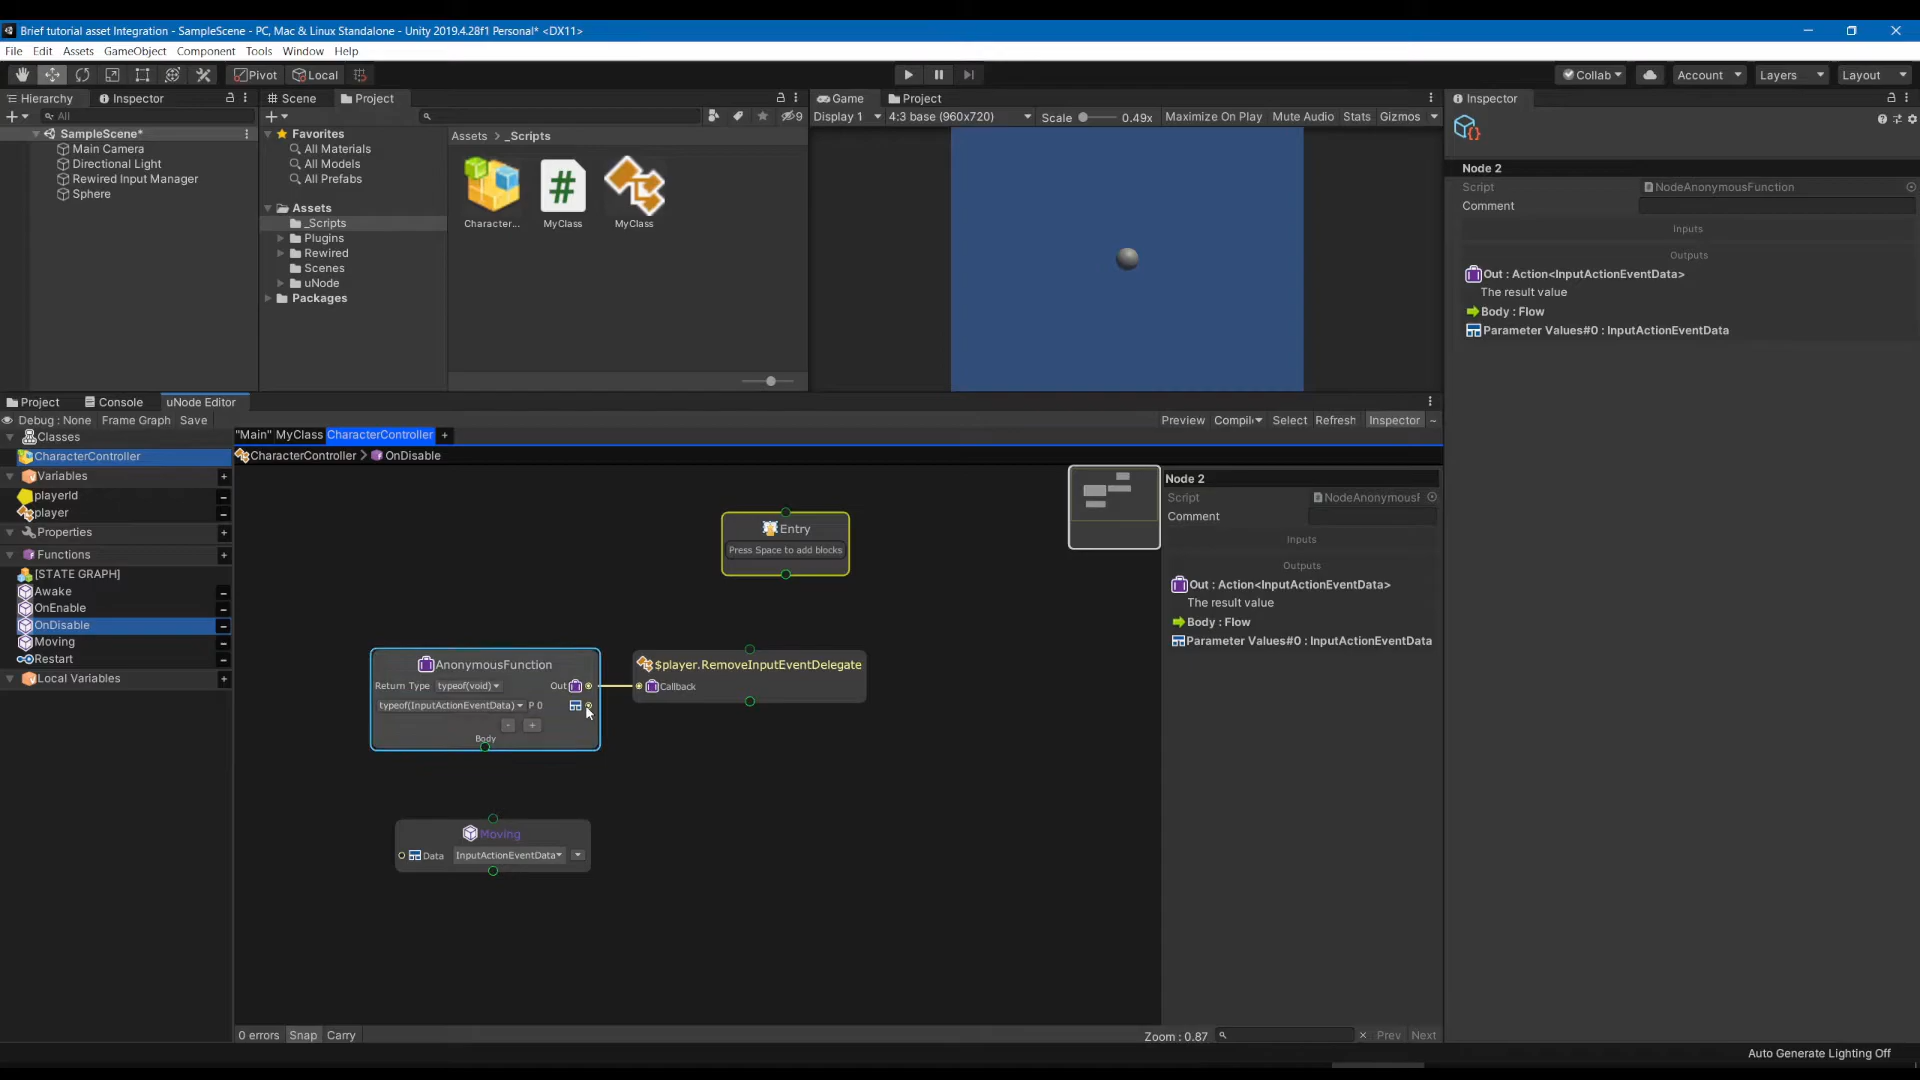 Brief tutorial asset Integration - SampleScene - PC, Mac & Linux Standalone - Unity 2019.4.28f1 Personal* <DX11>
File Edit Assets GameObject Component Tools Window Help
Pivot Local Collab Account Layers Layout
Hierarchy Inspector Scene Project Game Project Inspector
All 9 Display 1 4:3 base (960x720) Scale 0.49x Maximize On Play Mute Audio Stats Gizmos
SampleScene*
Main Camera
Directional Light
Rewired Input Manager
Sphere
Favorites
All Materials
All Models
All Prefabs
Assets
_Scripts
Plugins
Rewired
Scenes
uNode
Packages
Assets > _Scripts
Character... MyClass MyClass
Node 2
Script NodeAnonymousFunction
Comment
Inputs
Outputs
Out : Action<InputActionEventData>
The result value
Body : Flow
Parameter Values#0 : InputActionEventData
Project Console uNode Editor
Debug : None Frame Graph Save Preview Compile Select Refresh Inspector ~
Classes
CharacterController
Variables +
playerId -
player -
Properties +
Functions +
[STATE GRAPH]
Awake -
OnEnable -
OnDisable -
Moving -
Restart -
Local Variables +
"Main" MyClass CharacterController +
CharacterController > OnDisable
Entry
Press Space to add blocks
AnonymousFunction
Return Type typeof(void) Out
typeof(InputActionEventData) P 0
- +
Body
$player.RemoveInputEventDelegate
Callback
Moving
Data InputActionEventData
Node 2
Script NodeAnonymousF
Comment
Inputs
Outputs
Out : Action<InputActionEventData>
The result value
Body : Flow
Parameter Values#0 : InputActionEventData
0 errors Snap Carry Zoom : 0.87 Prev Next
Auto Generate Lighting Off